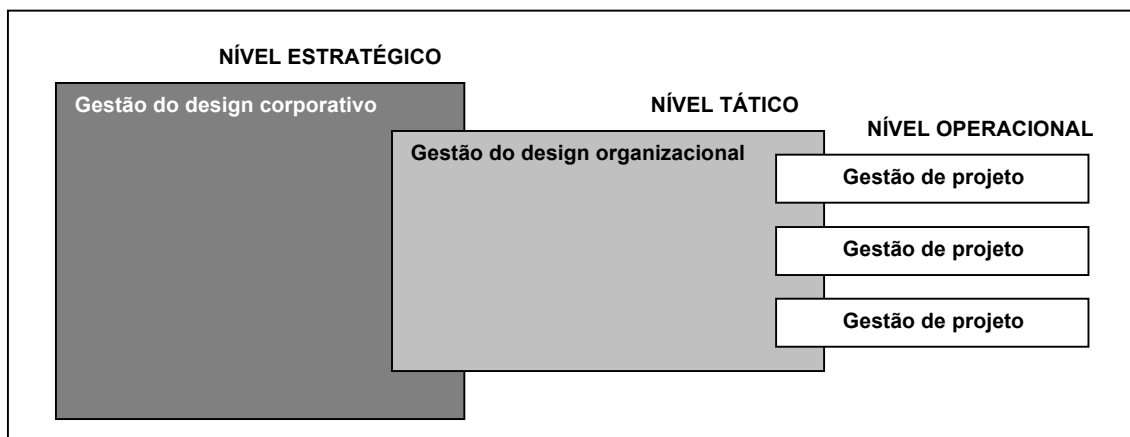 NÍVEL ESTRATÉGICO
Gestão do design corporativo
NÍVEL TÁTICO
Gestão do design organizacional
NÍVEL OPERACIONAL
Gestão de projeto
Gestão de projeto
Gestão de projeto